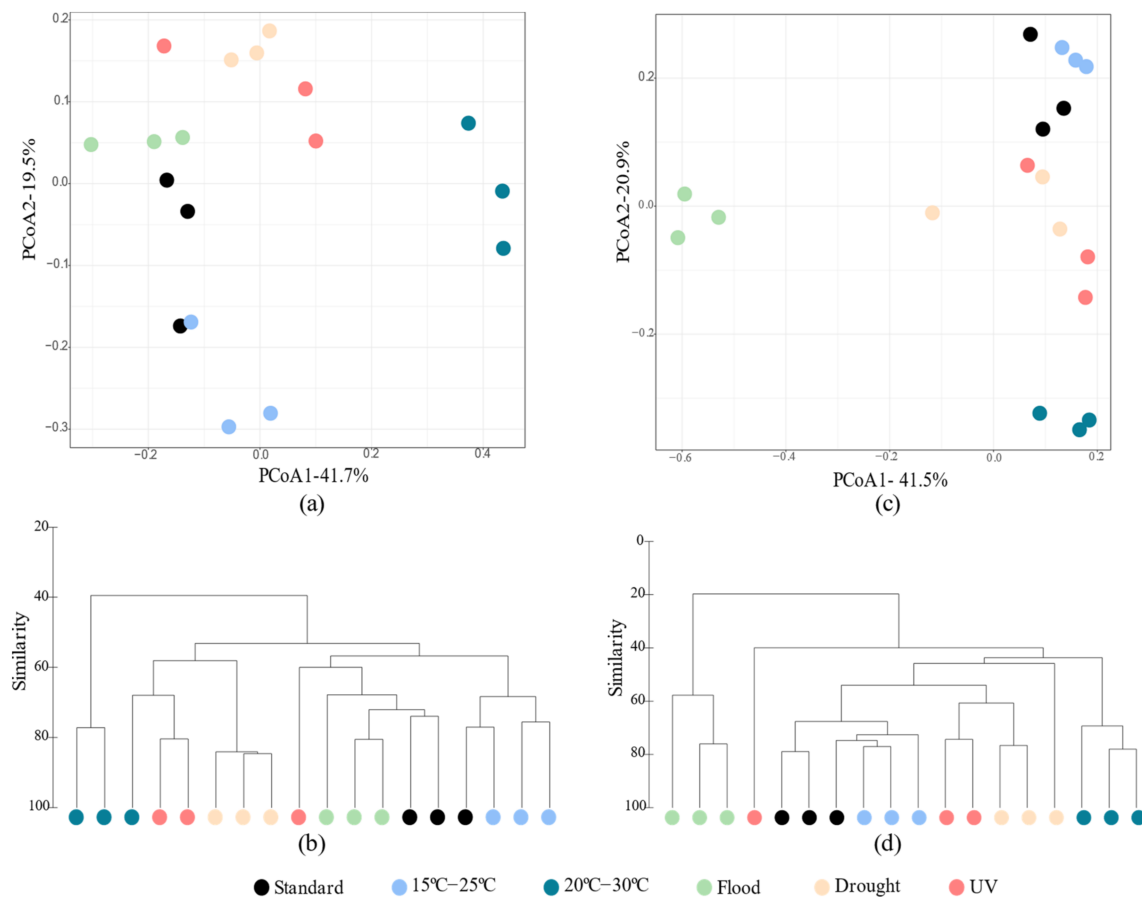 0.2
0.1
0.0
−0.1
−0.2
−0.3
PCoA2-19.5%
−0.2
0.0
0.2
0.4
PCoA1-41.7%
(a)
0.2
0.0
−0.2
PCoA2-20.9%
−0.6
−0.4
−0.2
0.0
0.2
PCoA1- 41.5%
(c)
20
40
60
80
100
Similarity
(b)
0
20
40
60
80
100
Similarity
(d)
Standard 15ºC−25ºC 20ºC−30ºC Flood Drought UV